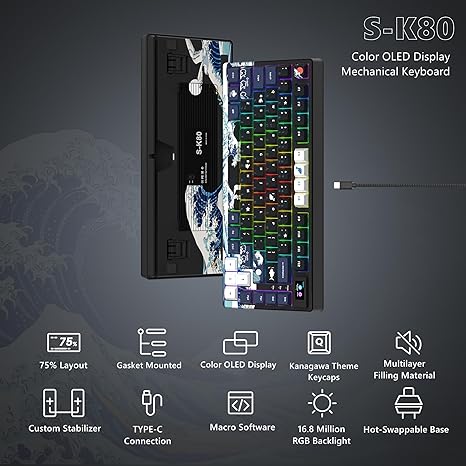 S-K80
Color OLED Display
Mechanical Keyboard
S-K80
75%
75% Layout
Gasket Mounted
Color OLED Display
Kanagawa Theme
Keycaps
Multilayer
Filling Material
Custom Stabilizer
TYPE-C
Connection
Macro Software
16.8 Million
RGB Backlight
Hot-Swappable Base